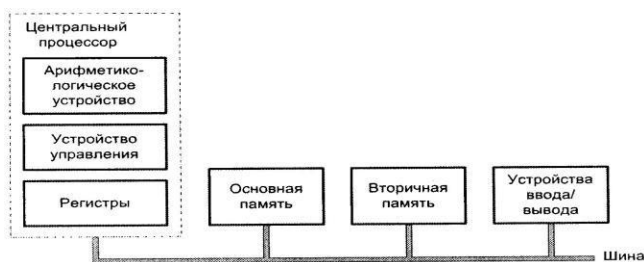 Центральный
процессор
Арифметико-
логическое
устройство
Устройство
управления
Регистры
Основная
память
Вторичная
память
Устройства
ввода/
вывода
Шина